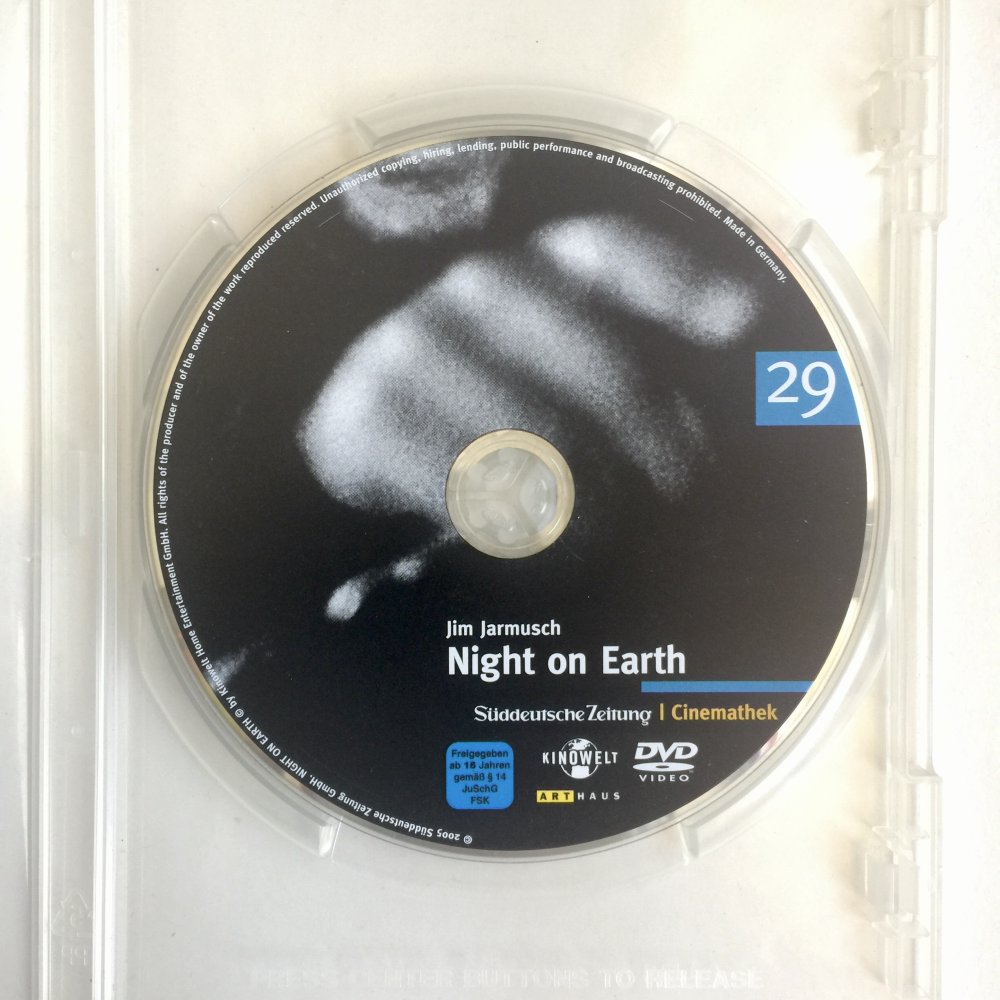 © 2005 Süddeutsche Zeitung GmbH. NIGHT ON EARTH © by Kinowelt Home Entertainment GmbH. All rights of the producer and of the owner of the work reproduced reserved. Unauthorized copying, hiring, lending, public performance and broadcasting prohibited. Made in Germany.
29
Jim Jarmusch
Night on Earth
Süddeutsche Zeitung | Cinemathek
Freigegeben
ab 16 Jahren
gemäß § 14
JuSchG
FSK
KINOWELT
ARTHAUS
DVD
VIDEO
PRESS CENTER BUTTONS TO RELEASE